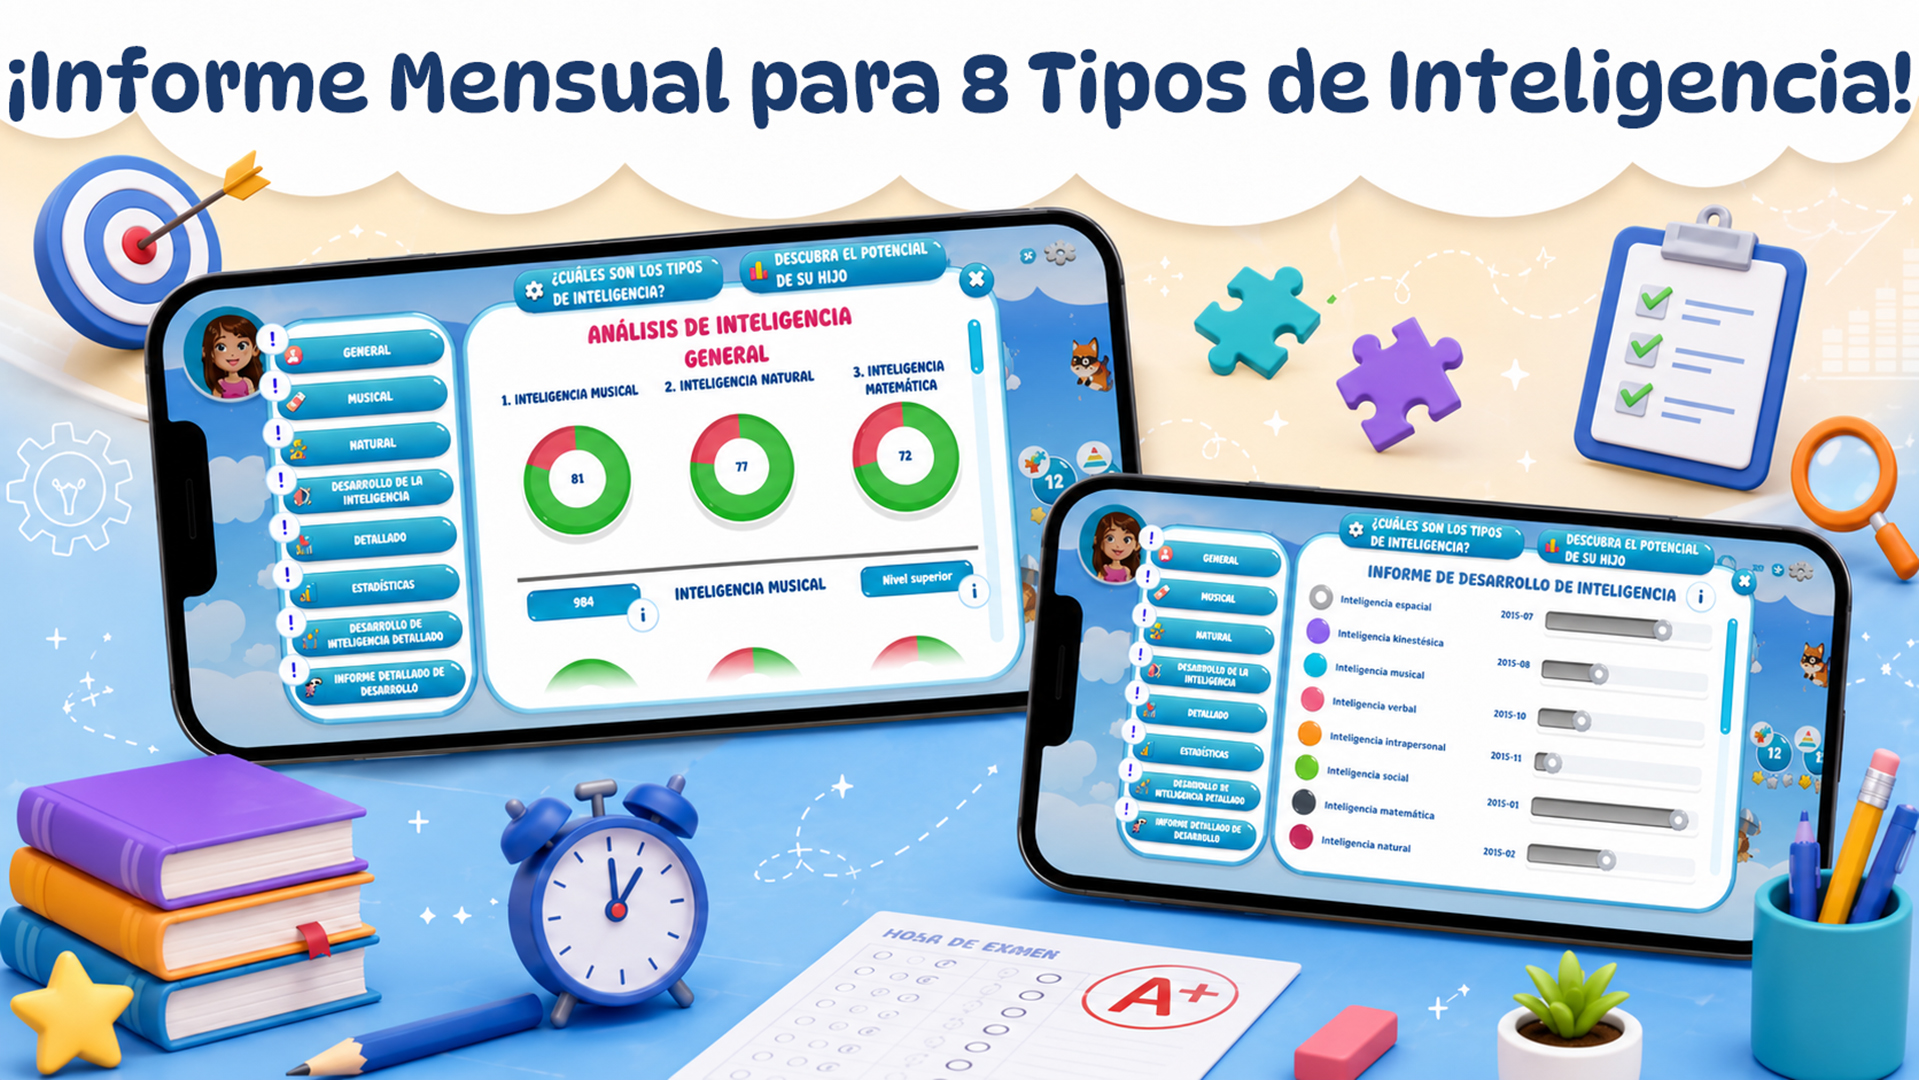 ¡Informe Mensual para 8 Tipos de Inteligencia!
¿CUÁLES SON LOS TIPOS
DE INTELIGENCIA?
DESCUBRA EL POTENCIAL
DE SU HIJO
GENERAL
MUSICAL
NATURAL
DESARROLLO DE LA
INTELIGENCIA
DETALLADO
ESTADÍSTICAS
DESARROLLO DE
INTELIGENCIA DETALLADO
INFORME DETALLADO DE
DESARROLLO
ANÁLISIS DE INTELIGENCIA
GENERAL
1. INTELIGENCIA MUSICAL
2. INTELIGENCIA NATURAL
3. INTELIGENCIA
MATEMÁTICA
81
77
72
984
INTELIGENCIA MUSICAL
Nivel superior
12
¿CUÁLES SON LOS TIPOS
DE INTELIGENCIA?
DESCUBRA EL POTENCIAL
DE SU HIJO
GENERAL
MUSICAL
NATURAL
DESARROLLO DE LA
INTELIGENCIA
DETALLADO
ESTADÍSTICAS
DESARROLLO DE
INTELIGENCIA DETALLADO
INFORME DETALLADO DE
DESARROLLO
INFORME DE DESARROLLO DE INTELIGENCIA
Inteligencia espacial
Inteligencia kinestésica
Inteligencia musical
Inteligencia verbal
Inteligencia intrapersonal
Inteligencia social
Inteligencia matemática
Inteligencia natural
2015-07
2015-08
2015-10
2015-11
2015-01
2015-02
12
HOJA DE EXAMEN
A+